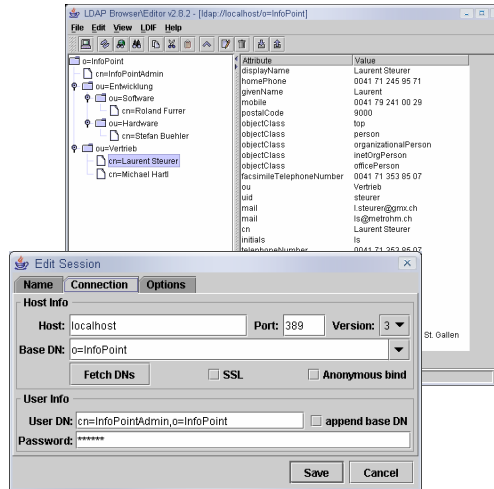 LDAP Browser\Editor v2.8.2 - [ldap://localhost/o=InfoPoint]
File Edit View LDIF Help
o=InfoPoint
cn=InfoPointAdmin
ou=Entwicklung
ou=Software
cn=Roland Furrer
ou=Hardware
cn=Stefan Buehler
ou=Vertrieb
cn=Laurent Steurer
cn=Michael Hartl
Attribute Value
displayName Laurent Steurer
homePhone 0041 71 245 95 71
givenName Laurent
mobile 0041 79 241 00 29
postalCode 9000
objectClass top
objectClass person
objectClass organizationalPerson
objectClass inetOrgPerson
objectClass officePerson
facsimileTelephoneNumber 0041 71 353 85 07
ou Vertrieb
uid steurer
mail l.steurer@gmx.ch
mail ls@metrohm.ch
cn Laurent Steurer
initials ls
telephoneNumber 0041 71 353 85 07
St. Gallen
Edit Session
Name Connection Options
Host Info
Host: localhost Port: 389 Version: 3
Base DN: o=InfoPoint
Fetch DNs SSL Anonymous bind
User Info
User DN: cn=InfoPointAdmin,o=InfoPoint append base DN
Password: ******
Save Cancel